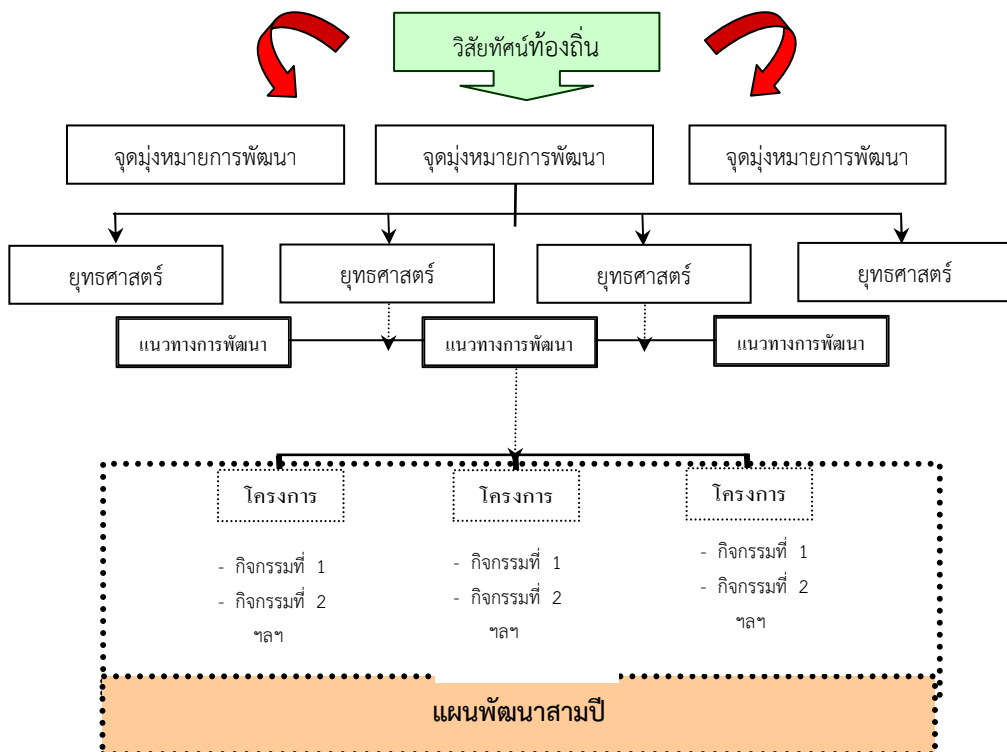 วิสัยทัศน์ท้องถิ่น
จุดมุ่งหมายการพัฒนา จุดมุ่งหมายการพัฒนา จุดมุ่งหมายการพัฒนา
ยุทธศาสตร์ ยุทธศาสตร์ ยุทธศาสตร์ ยุทธศาสตร์
แนวทางการพัฒนา แนวทางการพัฒนา แนวทางการพัฒนา
โครงการ โครงการ โครงการ
- กิจกรรมที่ 1 - กิจกรรมที่ 1 - กิจกรรมที่ 1
- กิจกรรมที่ 2 - กิจกรรมที่ 2 - กิจกรรมที่ 2
ฯลฯ ฯลฯ ฯลฯ
แผนพัฒนาสามปี